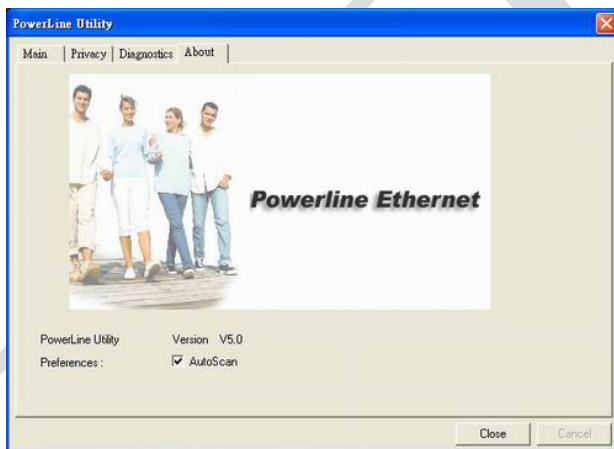 PowerLine Utility
Main Privacy Diagnostics About
Powerline Ethernet
PowerLine Utility Version V5.0
Preferences : AutoScan
Close Cancel